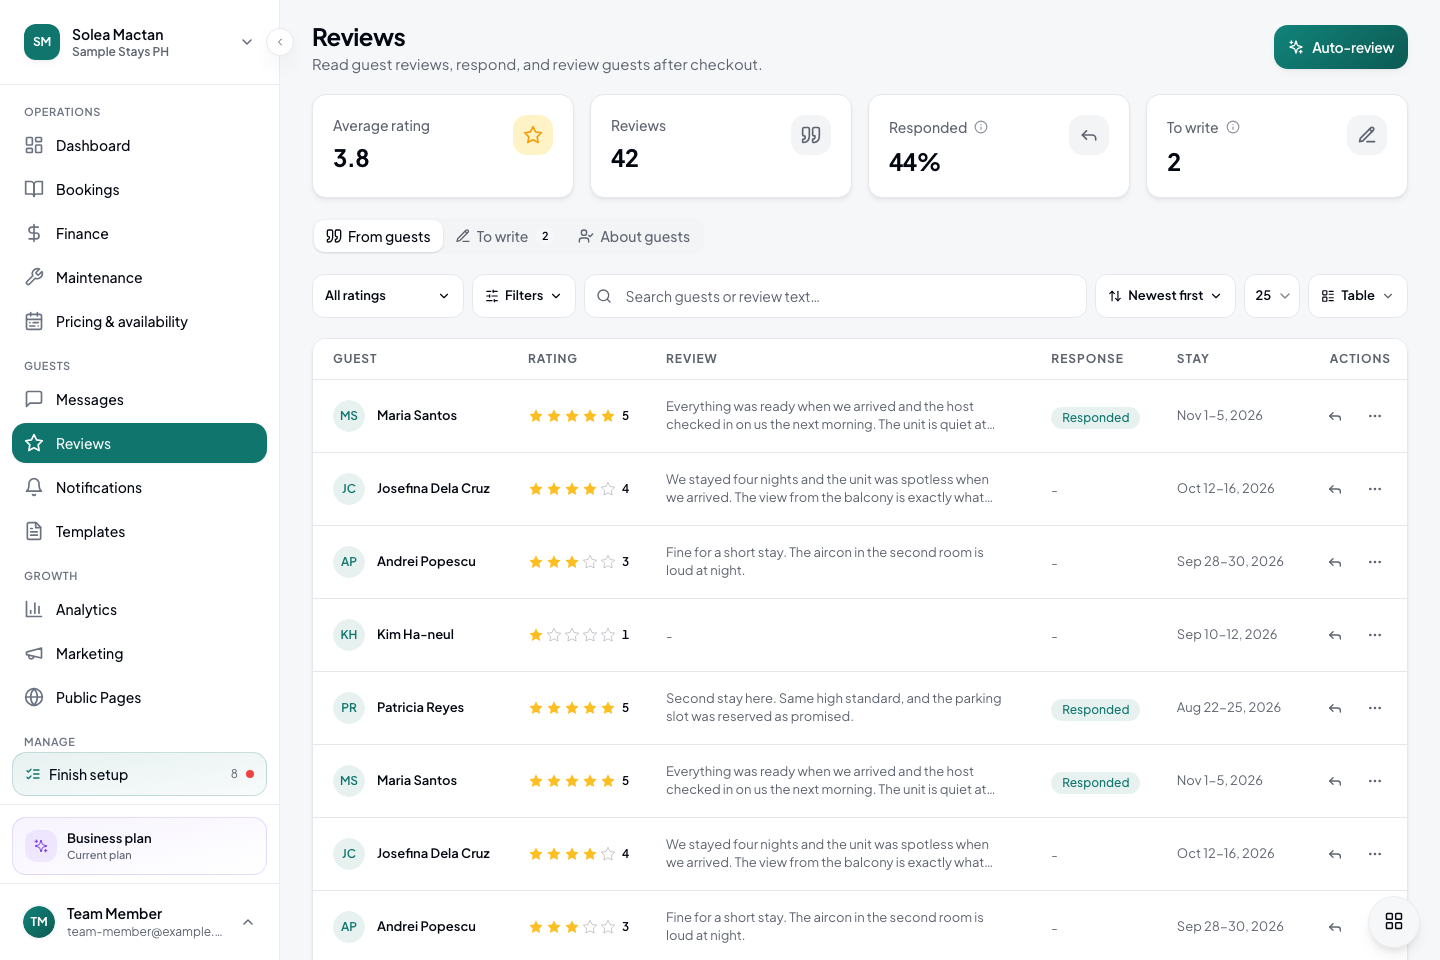 SM
Solea Mactan
Sample Stays PH
OPERATIONS
Dashboard
Bookings
Finance
Maintenance
Pricing & availability
GUESTS
Messages
Reviews
Notifications
Templates
GROWTH
Analytics
Marketing
Public Pages
MANAGE
Finish setup 8
Business plan
Current plan
TM
Team Member
team-member@example....
Reviews
Read guest reviews, respond, and review guests after checkout.
Auto-review
Average rating
3.8
Reviews
42
Responded
44%
To write
2
From guests To write 2 About guests
All ratings Filters Search guests or review text... Newest first 25 Table
GUEST RATING REVIEW RESPONSE STAY ACTIONS
MS Maria Santos 5 Everything was ready when we arrived and the host
checked in on us the next morning. The unit is quiet at... Responded Nov 1–5, 2026
JC Josefina Dela Cruz 4 We stayed four nights and the unit was spotless when
we arrived. The view from the balcony is exactly what... - Oct 12–16, 2026
AP Andrei Popescu 3 Fine for a short stay. The aircon in the second room is
loud at night. - Sep 28–30, 2026
KH Kim Ha-neul 1 - - Sep 10–12, 2026
PR Patricia Reyes 5 Second stay here. Same high standard, and the parking
slot was reserved as promised. Responded Aug 22–25, 2026
MS Maria Santos 5 Everything was ready when we arrived and the host
checked in on us the next morning. The unit is quiet at... Responded Nov 1–5, 2026
JC Josefina Dela Cruz 4 We stayed four nights and the unit was spotless when
we arrived. The view from the balcony is exactly what... - Oct 12–16, 2026
AP Andrei Popescu 3 Fine for a short stay. The aircon in the second room is
loud at night. - Sep 28–30, 2026